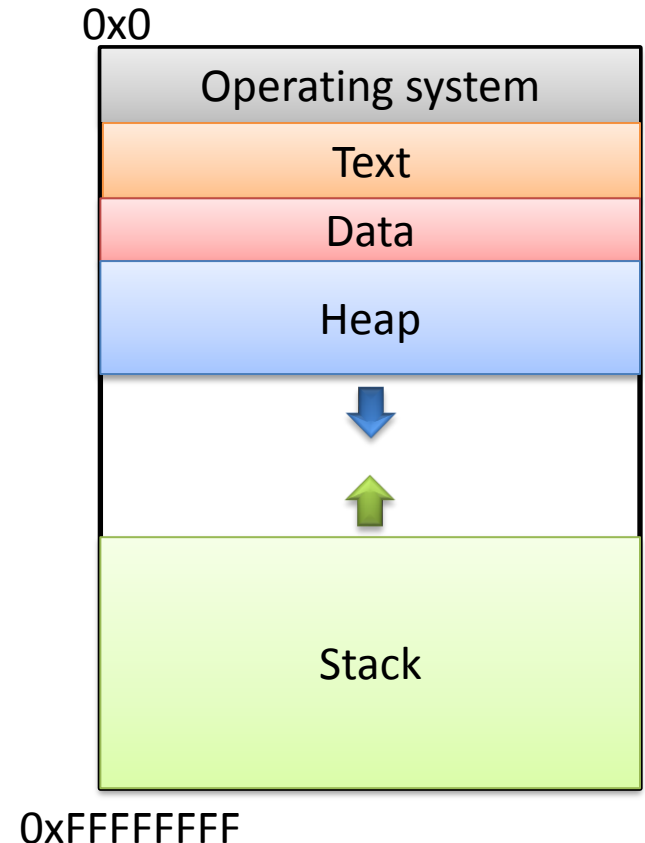 0x0
Operating system
Text
Data
Heap
Stack
0xFFFFFFFF